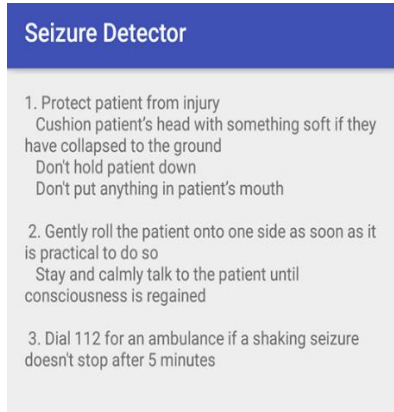 Seizure Detector
1. Protect patient from injury
Cushion patient's head with something soft if they
have collapsed to the ground
Don't hold patient down
Don't put anything in patient's mouth
2. Gently roll the patient onto one side as soon as it
is practical to do so
Stay and calmly talk to the patient until
consciousness is regained
3. Dial 112 for an ambulance if a shaking seizure
doesn't stop after 5 minutes